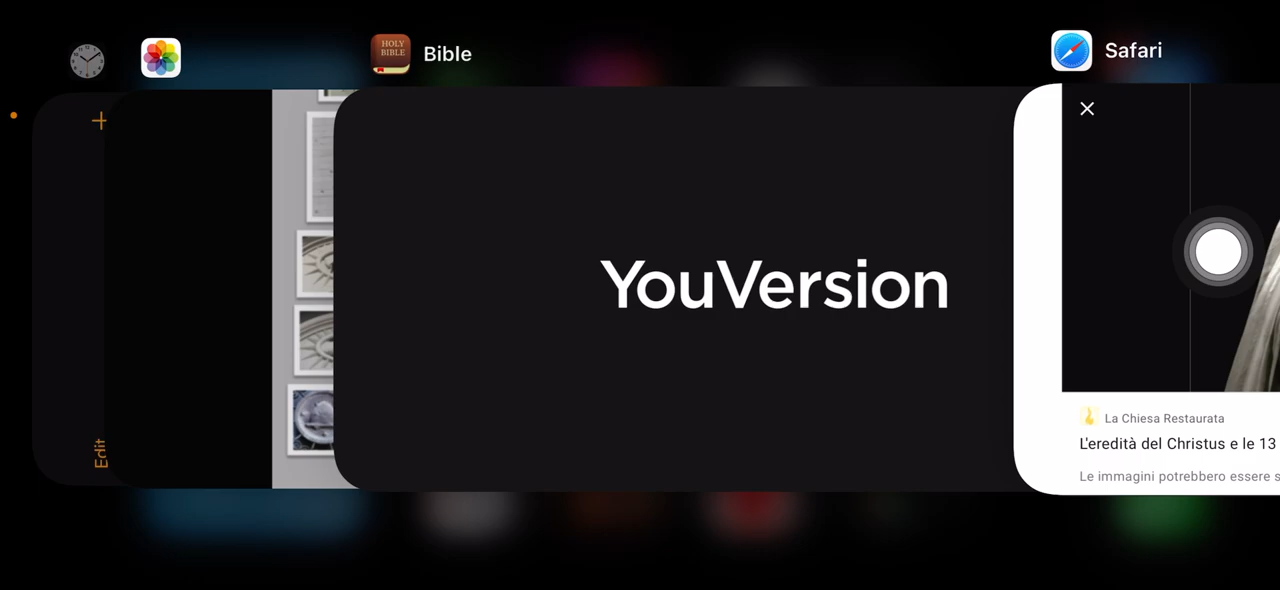 HOLY
BIBLE
Bible
Safari
Edit
YouVersion
La Chiesa Restaurata
L'eredità del Christus e le 13
Le immagini potrebbero essere s